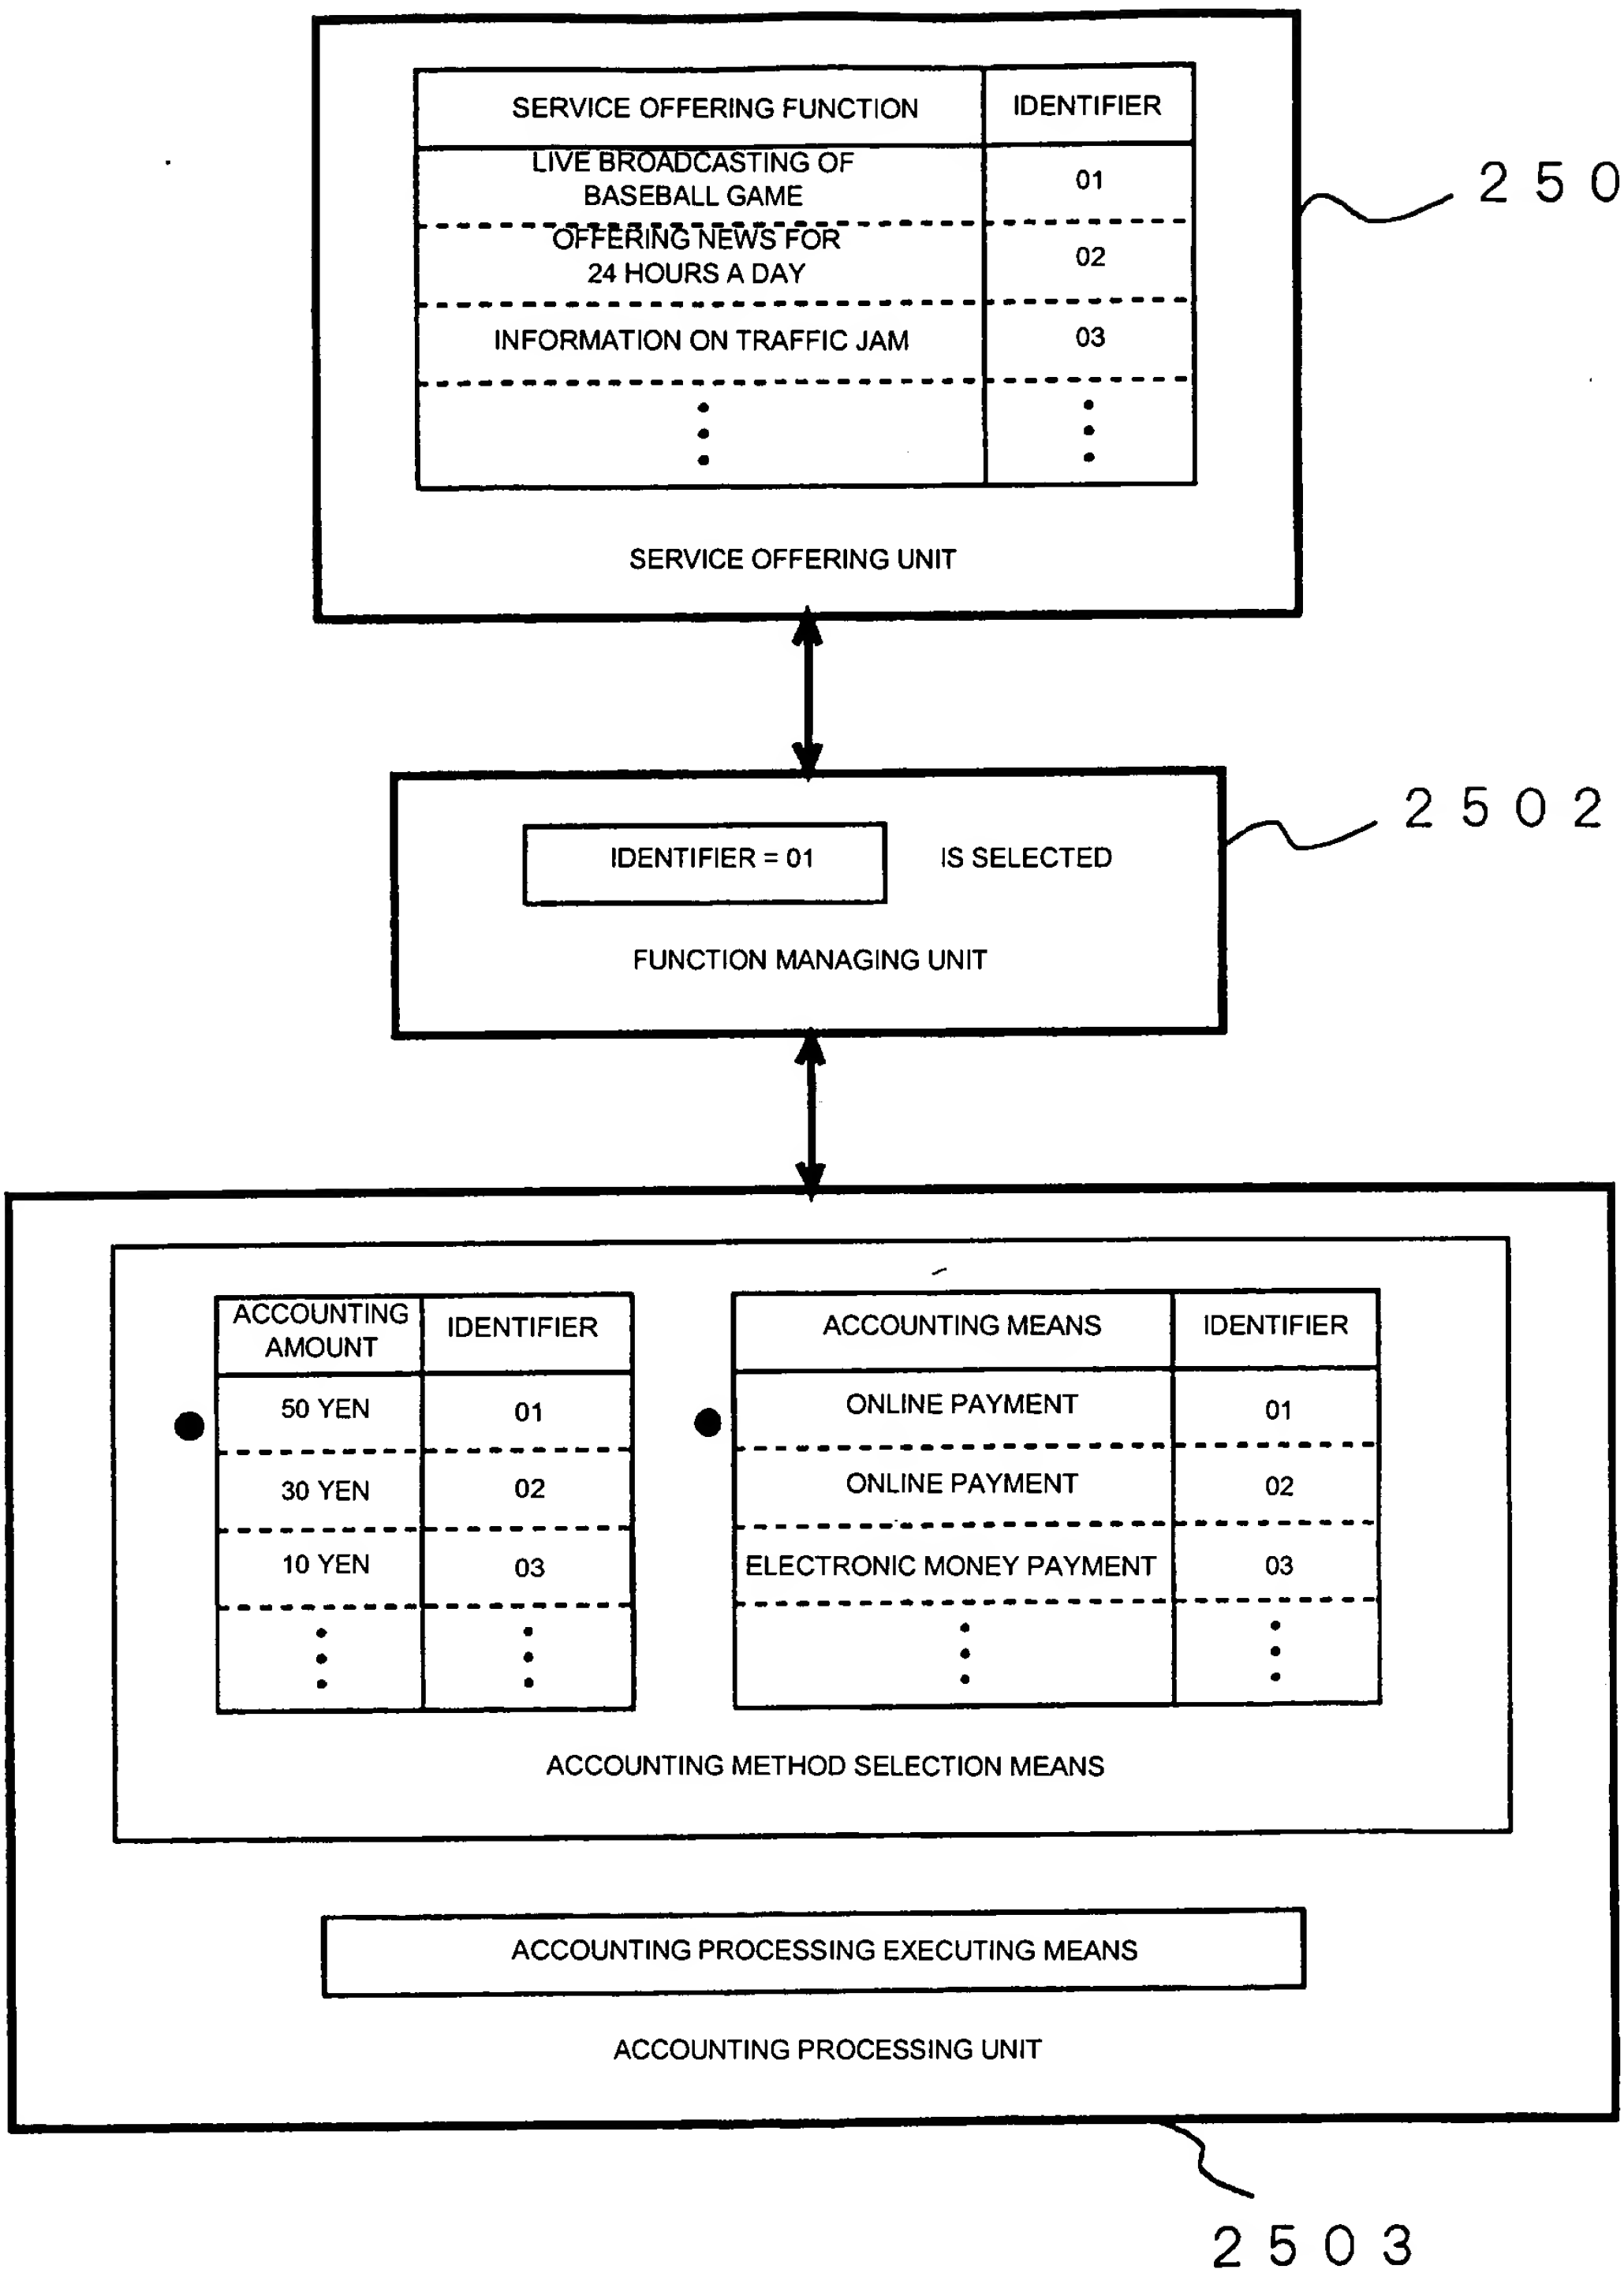 SERVICE OFFERING FUNCTION IDENTIFIER
LIVE BROADCASTING OF
BASEBALL GAME 01
OFFERING NEWS FOR
24 HOURS A DAY 02
INFORMATION ON TRAFFIC JAM 03
SERVICE OFFERING UNIT
250
IDENTIFIER = 01 IS SELECTED
FUNCTION MANAGING UNIT
2502
ACCOUNTING
AMOUNT IDENTIFIER
50 YEN 01
30 YEN 02
10 YEN 03
ACCOUNTING MEANS IDENTIFIER
ONLINE PAYMENT 01
ONLINE PAYMENT 02
ELECTRONIC MONEY PAYMENT 03
ACCOUNTING METHOD SELECTION MEANS
ACCOUNTING PROCESSING EXECUTING MEANS
ACCOUNTING PROCESSING UNIT
2503